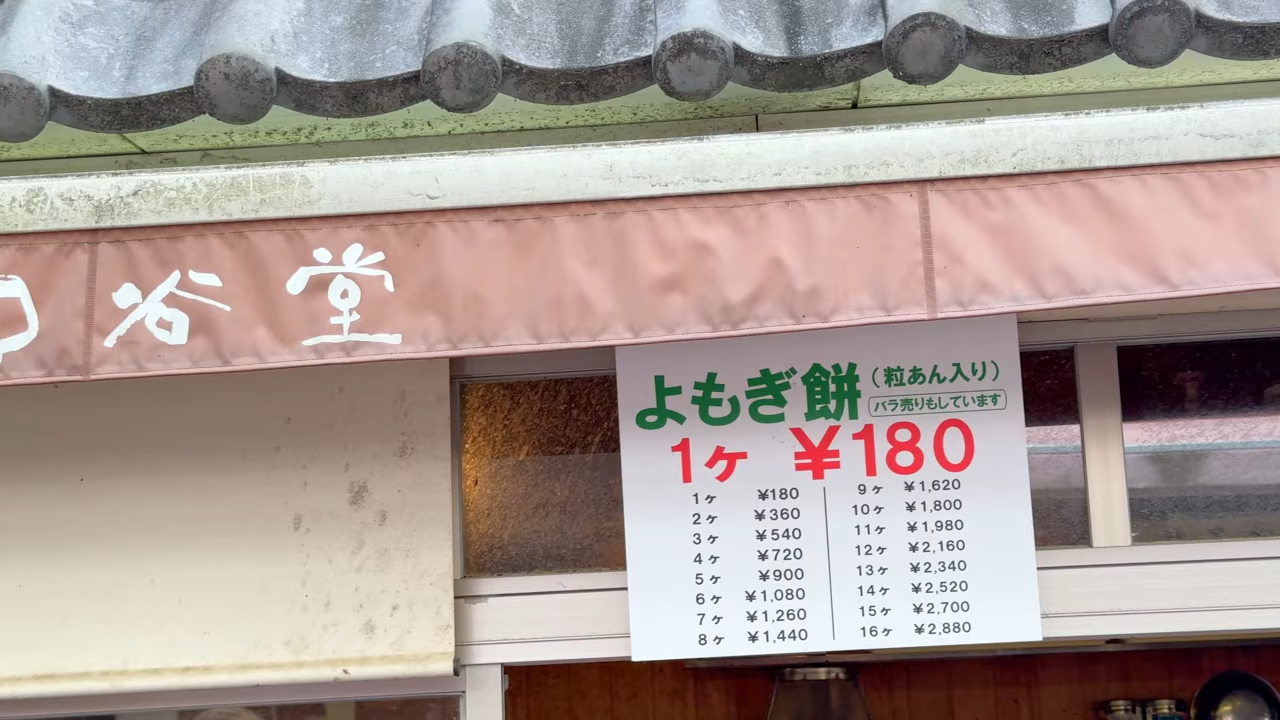 谷堂
よもぎ餅（粒あん入り）
バラ売りもしています
1ヶ ¥180
1ヶ ¥180
2ヶ ¥360
3ヶ ¥540
4ヶ ¥720
5ヶ ¥900
6ヶ ¥1,080
7ヶ ¥1,260
8ヶ ¥1,440
9ヶ ¥1,620
10ヶ ¥1,800
11ヶ ¥1,980
12ヶ ¥2,160
13ヶ ¥2,340
14ヶ ¥2,520
15ヶ ¥2,700
16ヶ ¥2,880